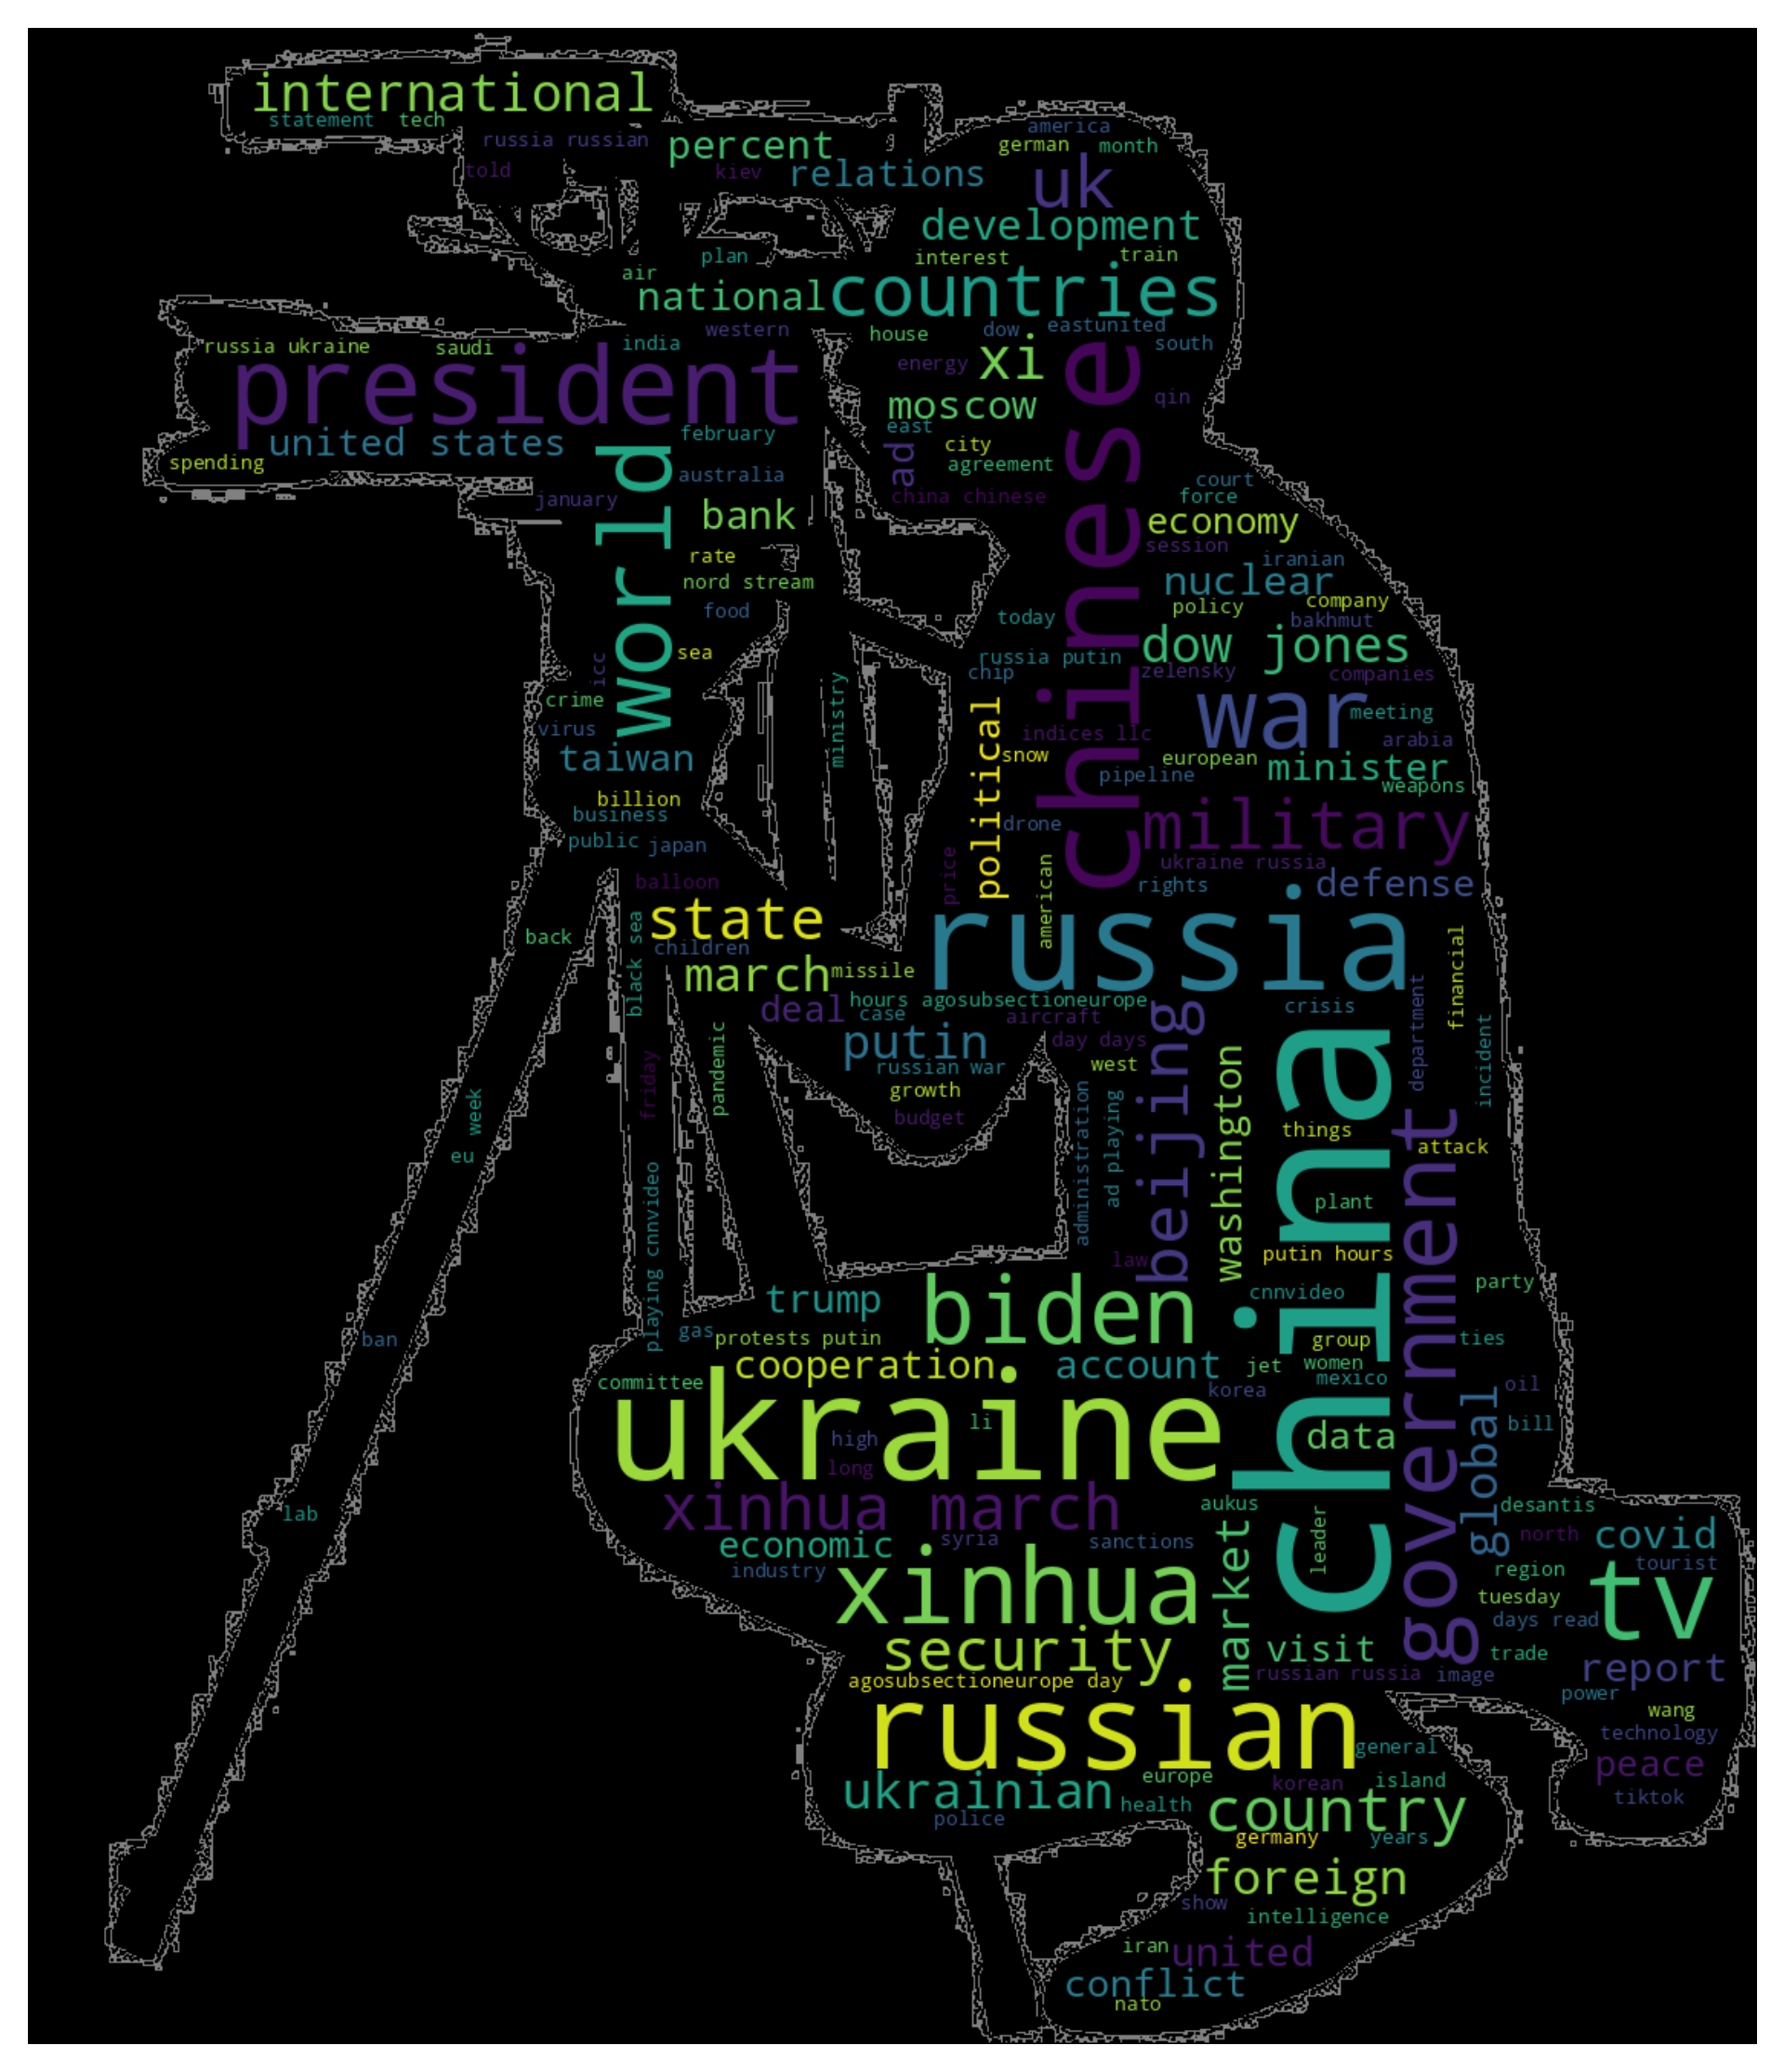 international
statement tech
russia russian
told
percent
kiev
relations
america
german month
uk
development
interest train
plan
air
national
countries
western
house dow eastunited
south
india
russia ukraine saudi
president
energy
xi
qin
moscow
united states
spending
february
east
ad
city
agreement
australia
january
world
china chinese
chinese
court
force
bank
economy
session
rate
iranian
nord stream
nuclear
food
policy
company
bakhmut
today
dow jones
sea
icc
russia putin
chip
zelensky
companies
crime
virus
ministry
political
war
meeting
indices llc
arabia
snow
european
taiwan
pipeline
minister
weapons
billion
business
drone
military
public japan
price
american
ukraine russia
balloon
rights
defense
state
black sea
back
children
russia
financial
march
missile
deal
hours agosubsectioneurope
case
aircraft
crisis
department
beijing
putin
day days
incident
pandemic
friday
russian war
west
china
washington
growth
budget
administration
ad playing
week
eu
things
attack
government
playing cnnvideo
plant
law
putin hours
biden
party
trump
cnnvideo
gas
protests putin
ban
group
ties
cooperation
account
jet
women
committee
mexico
korea
oil
ukraine
li
global
bill
high
data
long
xinhua march
aukus
desantis
lab
leader
market
economic
syria
sanctions
north
covid
industry
xinhua
region
tourist
tuesday
tv
days read
security
visit
trade
agosubsectioneurope day
russian russia
image
report
russian
power
wang
technology
general
peace
europe
korean
island
ukrainian
health
country
tiktok
police
germany
years
foreign
show
intelligence
iran
united
conflict
nato